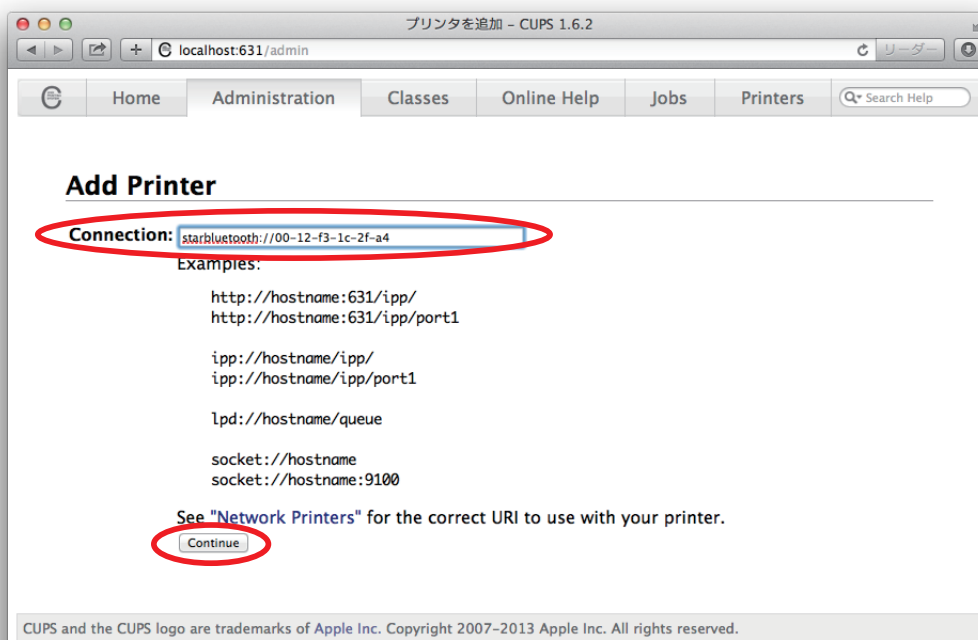 プリンタを追加 – CUPS 1.6.2
localhost:631/admin
リーダー
Home Administration Classes Online Help Jobs Printers Search Help
Add Printer
Connection: starbluetooth://00-12-f3-1c-2f-a4
Examples:
http://hostname:631/ipp/
http://hostname:631/ipp/port1
ipp://hostname/ipp/
ipp://hostname/ipp/port1
lpd://hostname/queue
socket://hostname
socket://hostname:9100
See "Network Printers" for the correct URI to use with your printer.
Continue
CUPS and the CUPS logo are trademarks of Apple Inc. Copyright 2007-2013 Apple Inc. All rights reserved.